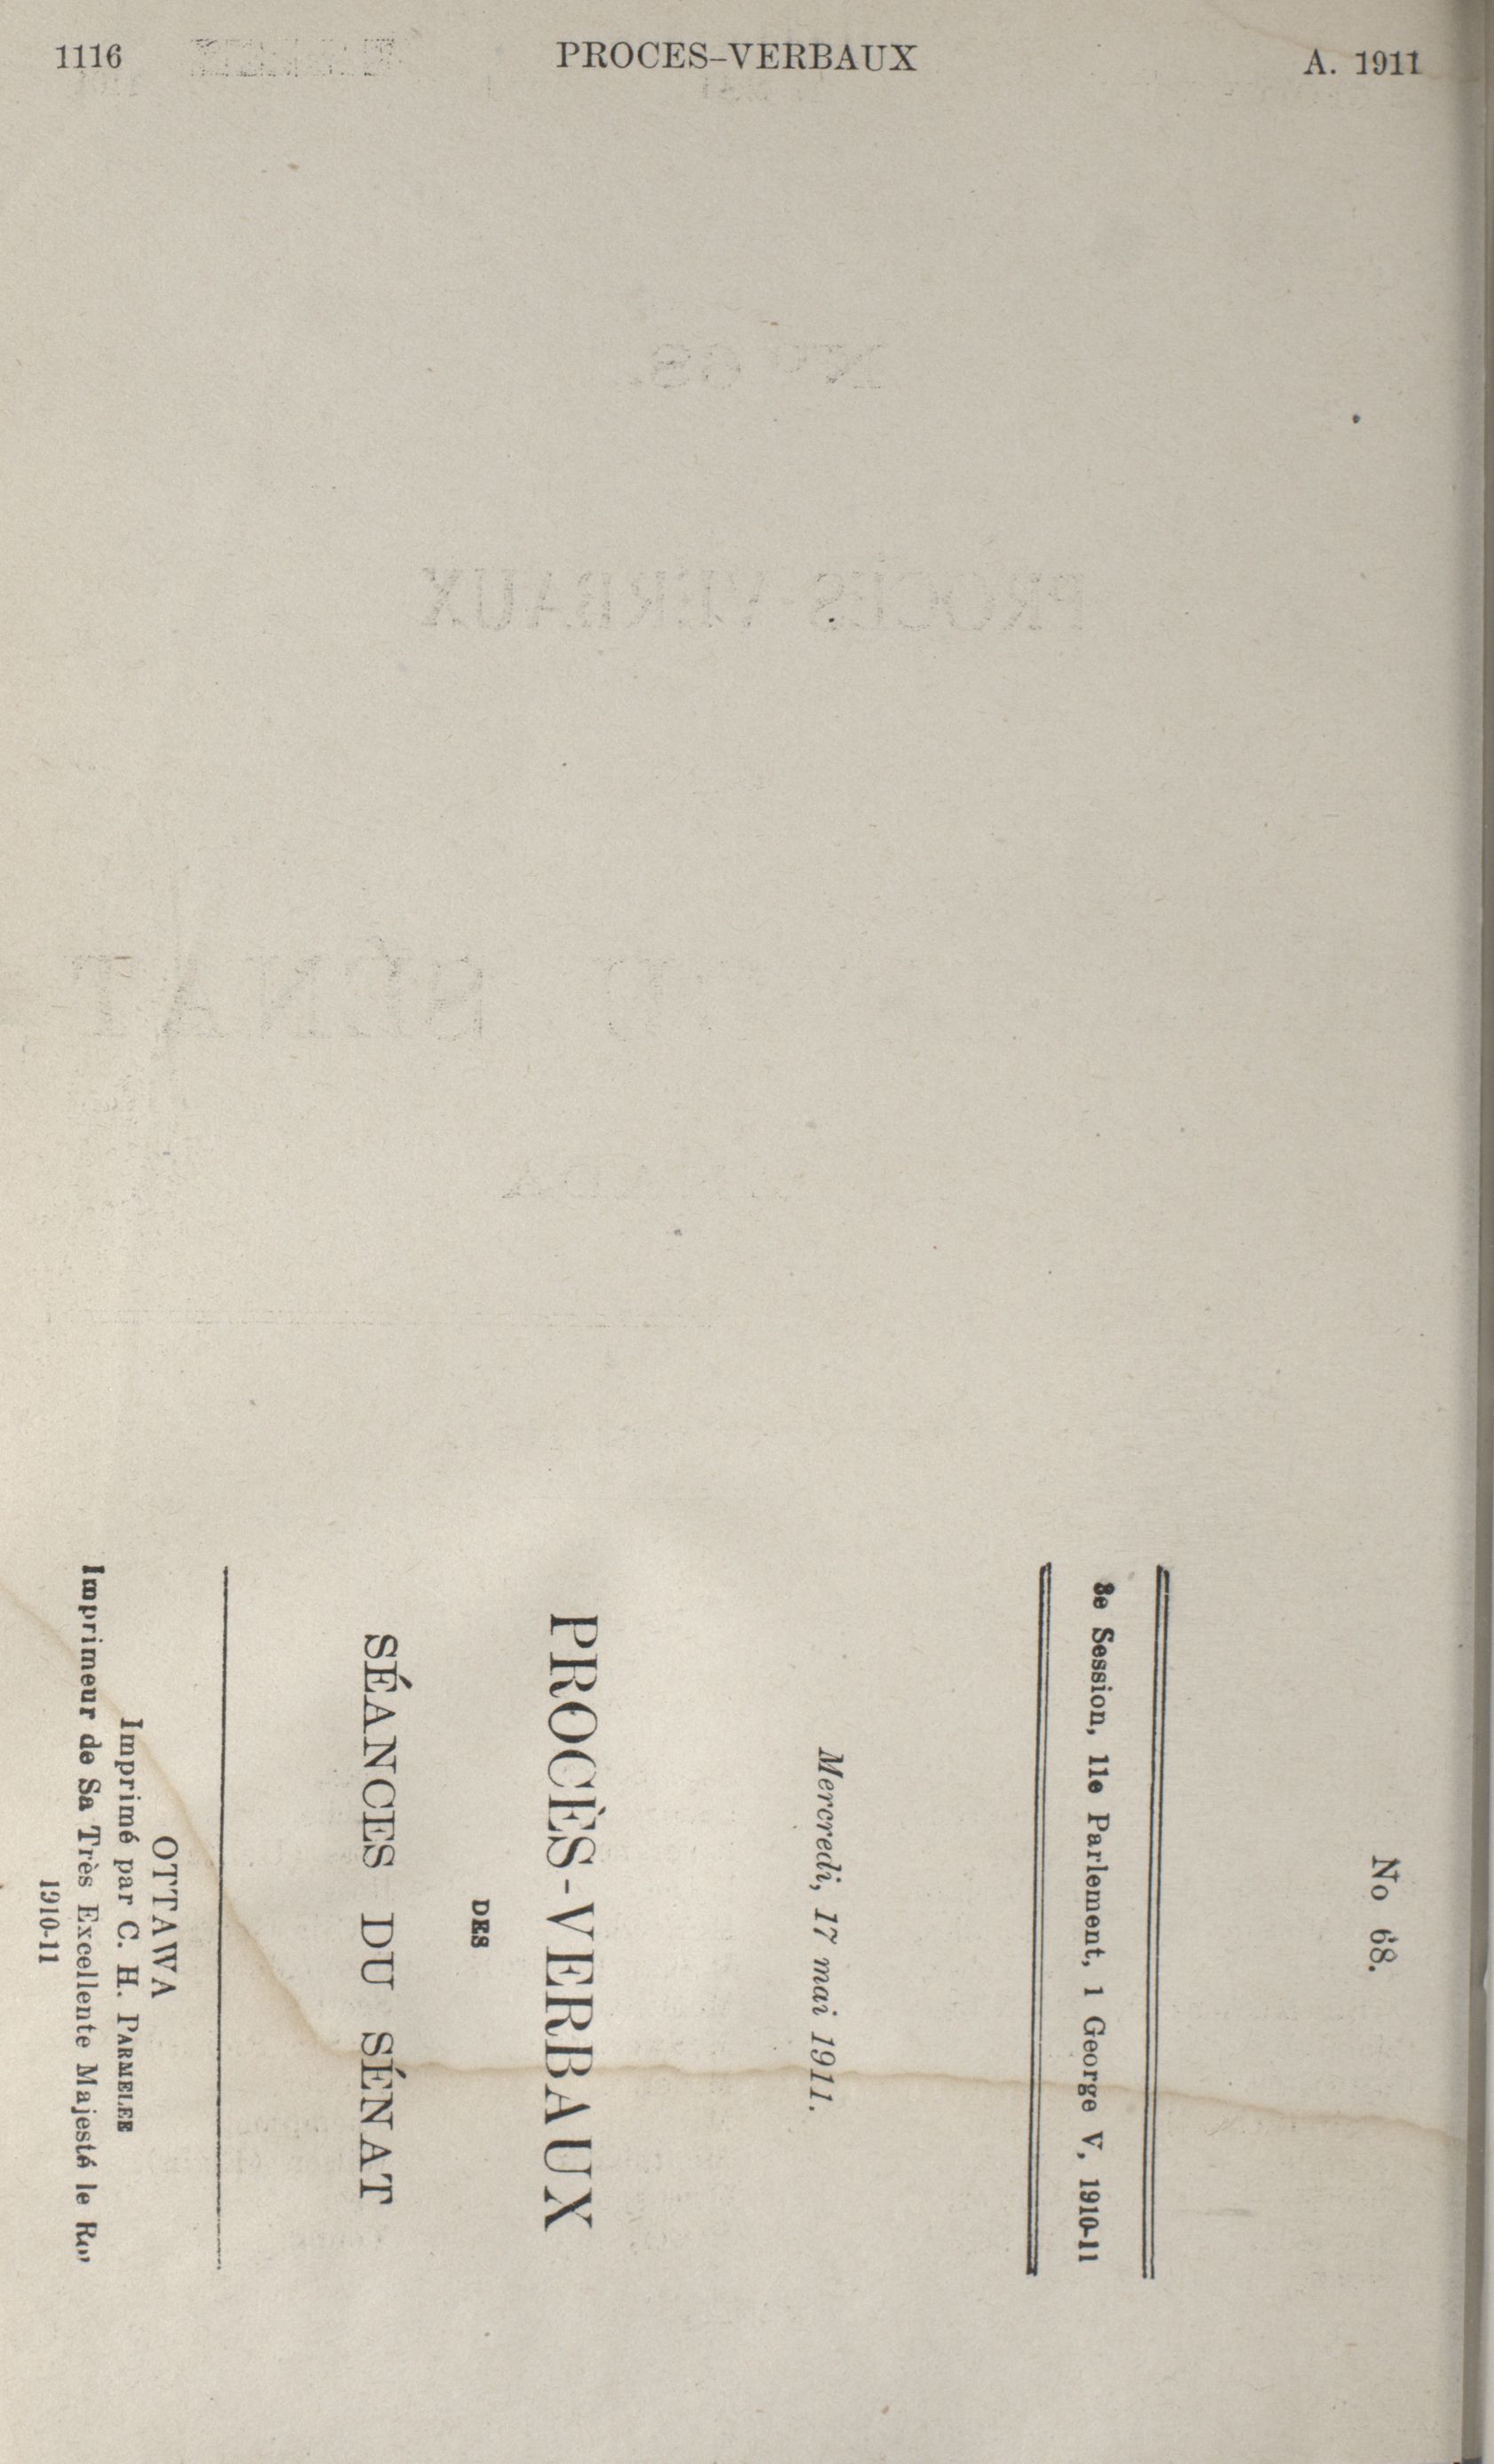 1116 PROCES-VERBAUX A. 1911
No 68.
3e Session, 11e Parlement, 1 George V, 1910-11
Mercredi, 17 mai 1911.
PROCÈS-VERBAUX
DES
SÉANCES DU SÉNAT
OTTAWA
Imprimé par C. H. PARMELEE
Imprimeur de Sa Très Excellente Majesté le Roi
1910-11